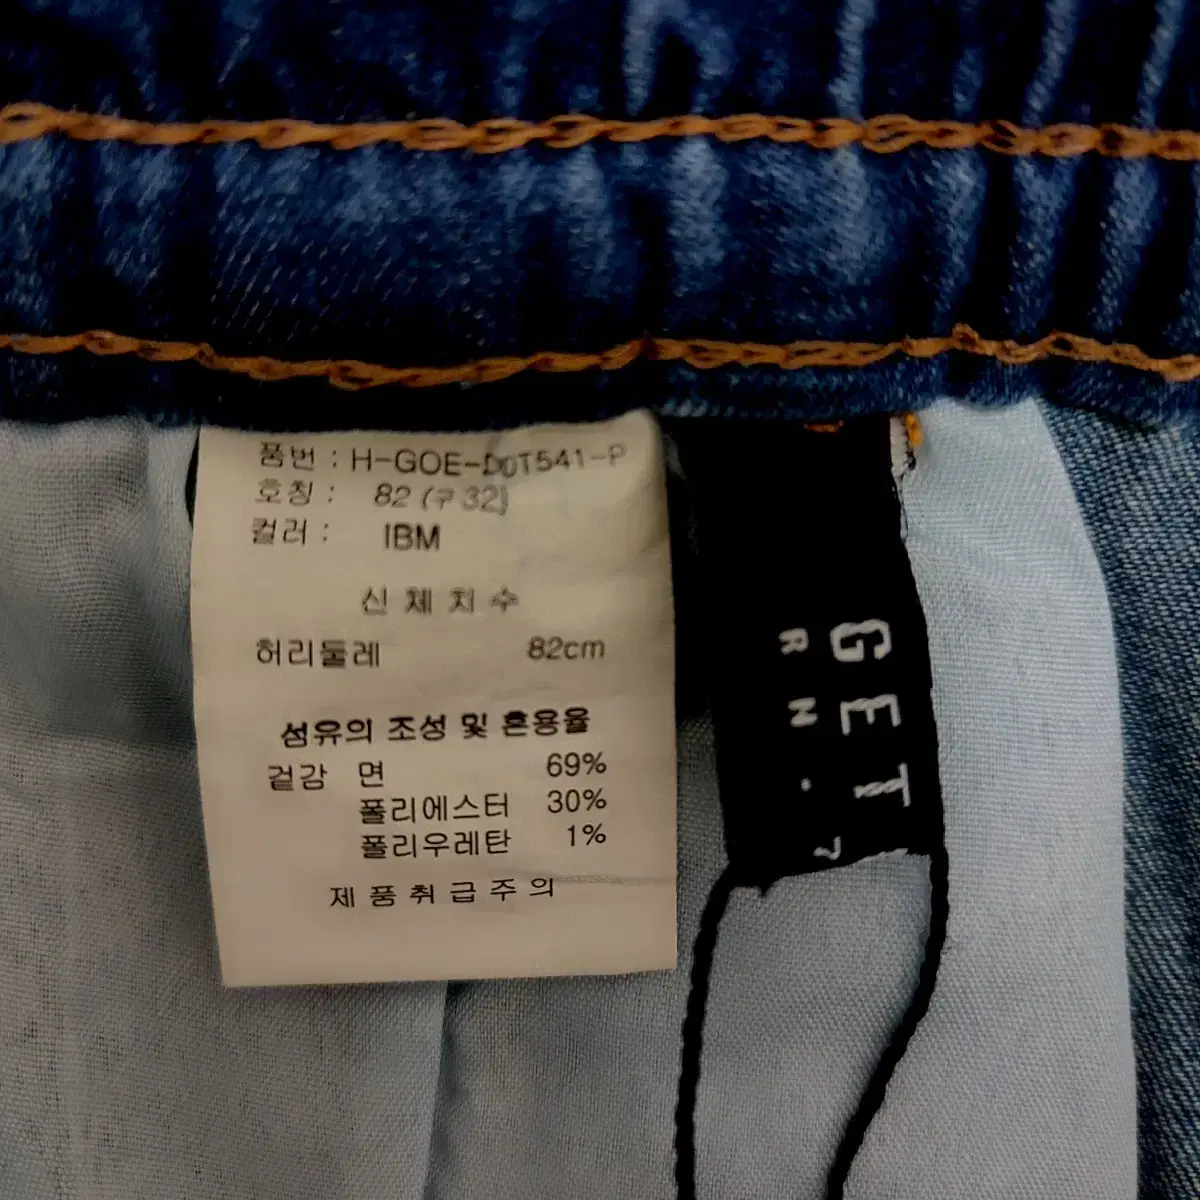 품번 : H-GOE-D0T541-P
호칭 : 82 (구 32)
컬러 : IBM
신 체 치 수
허리둘레 82cm
섬유의 조성 및 혼용율
겉감 면 69%
폴리에스터 30%
폴리우레탄 1%
제 품 취 급 주 의
GET